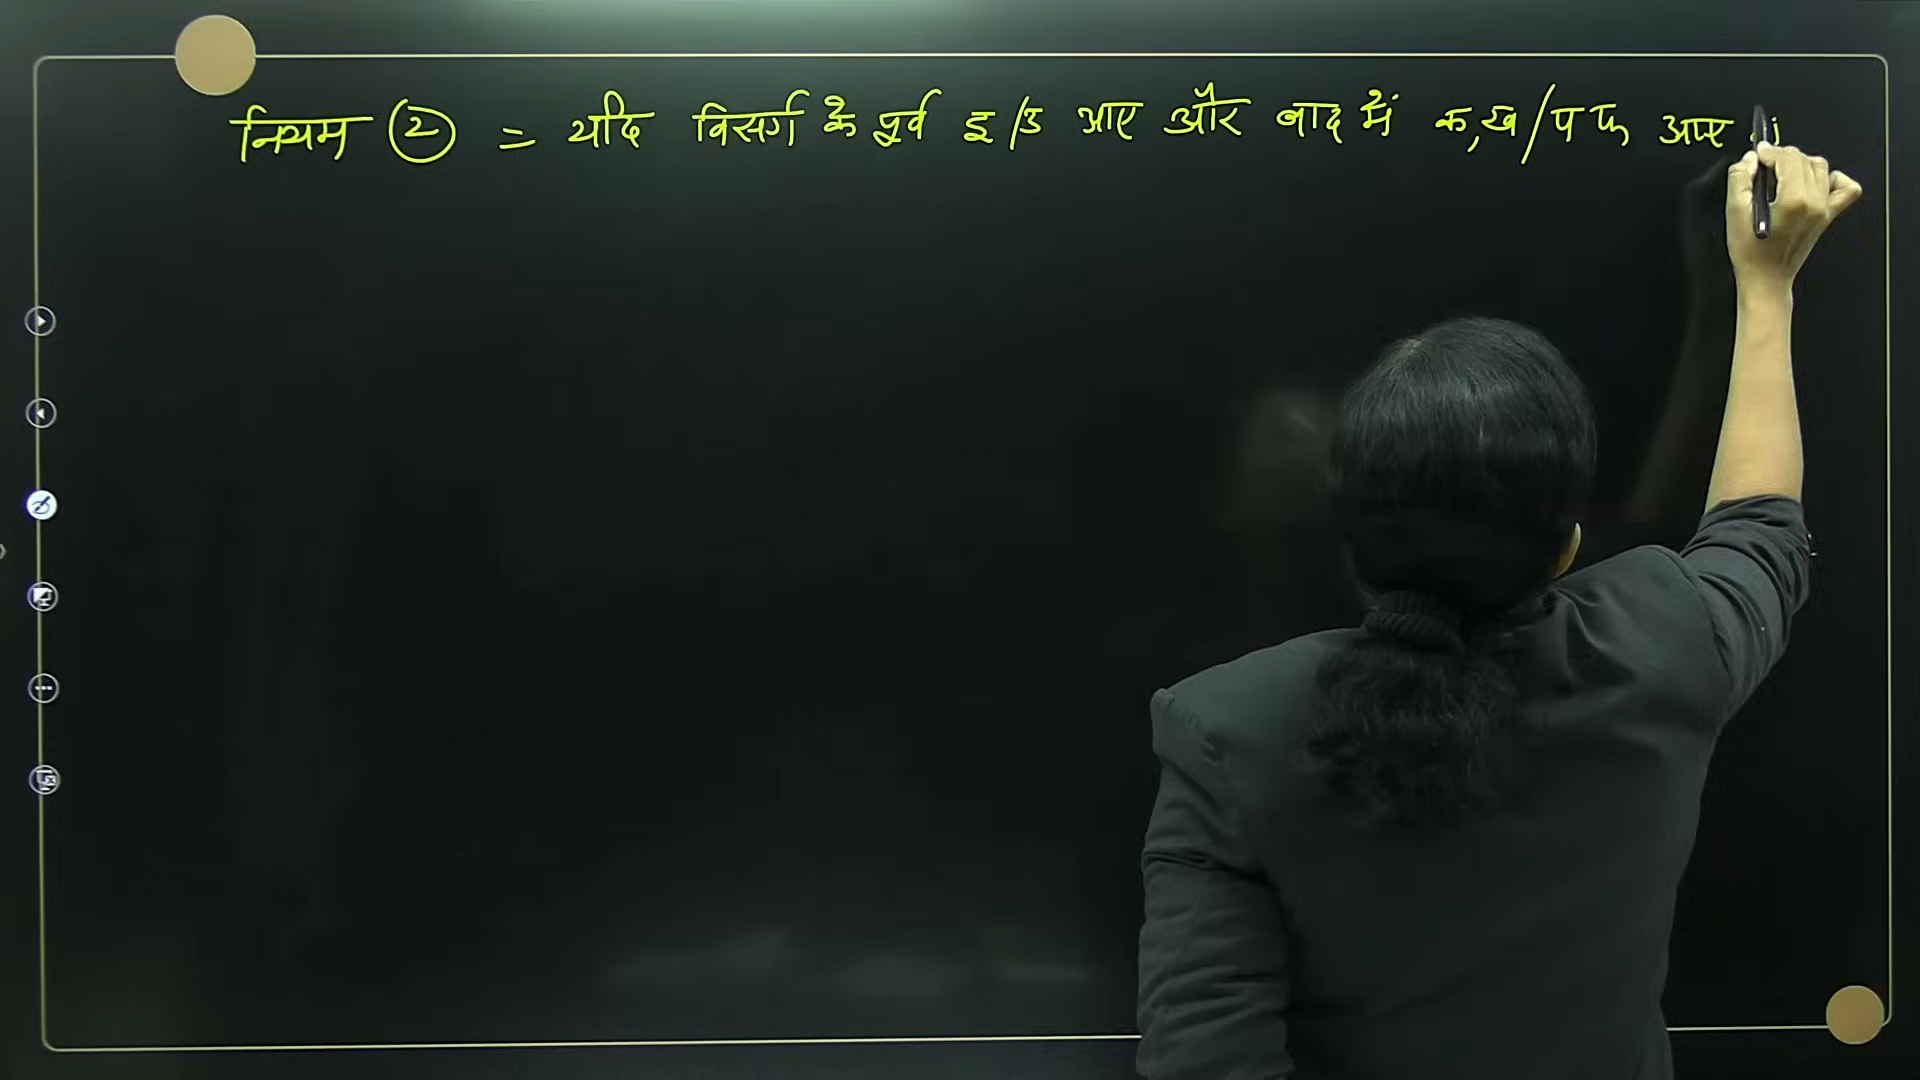 नियम ② = यदि विसर्ग के पूर्व इ/उ आए और बाद में क,ख/प फ आए